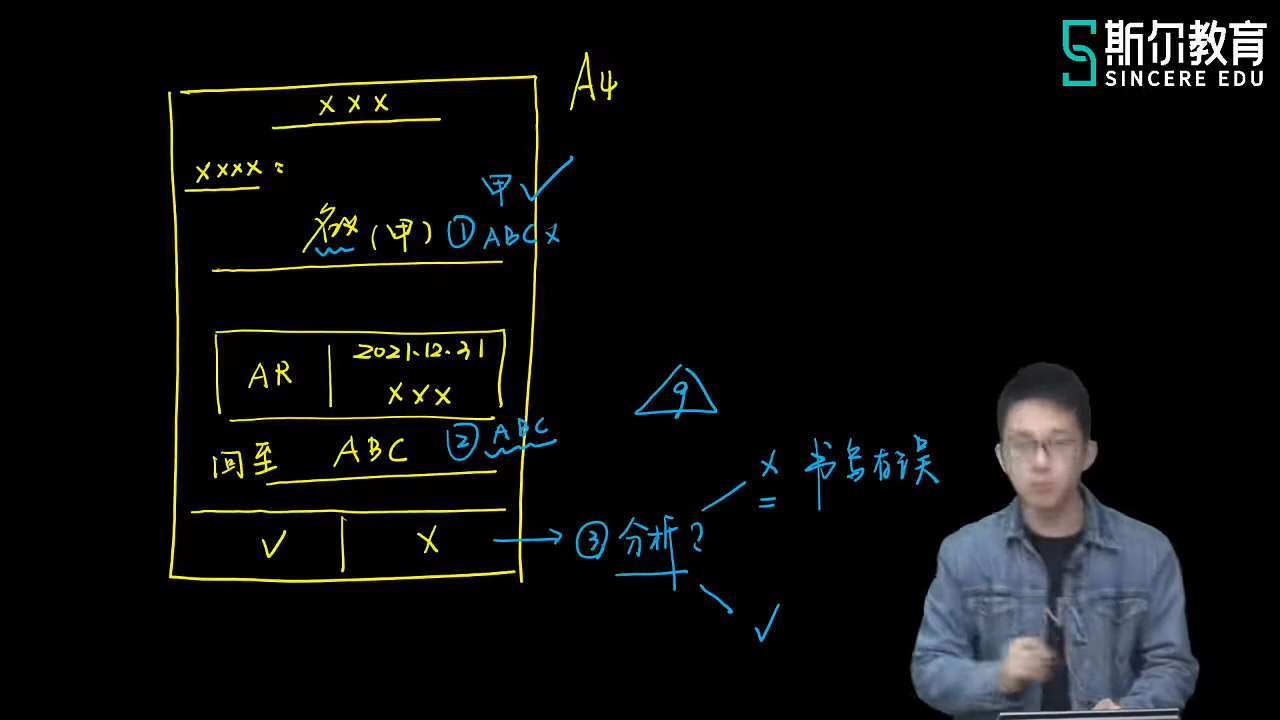 斯尔教育
SINCERE EDU
A4
xxx
xxxx:
甲✓
(甲) ① ABC x
AR
2021.12.31
xxx
回至 ABC ② ABC
9
x 书写有误
✓ x ③ 分析?
✓